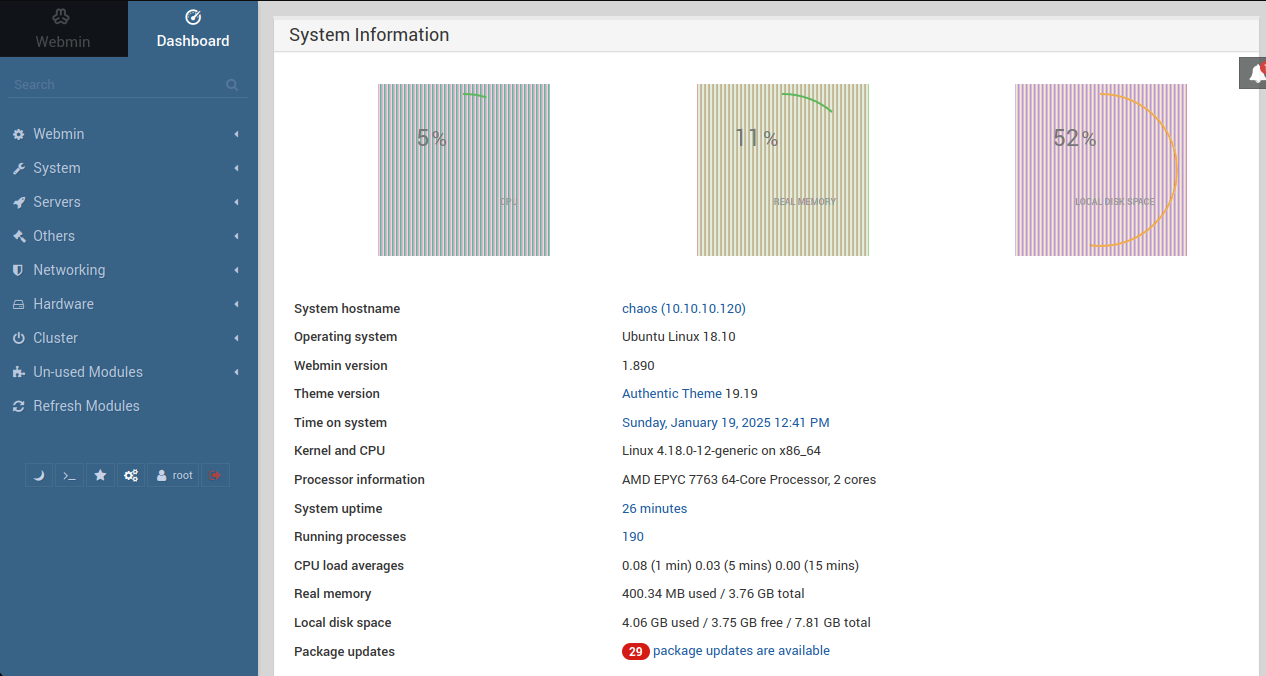 Webmin
Dashboard
Search
Webmin
System
Servers
Others
Networking
Hardware
Cluster
Un-used Modules
Refresh Modules
root
System Information
5%
CPU
11%
REAL MEMORY
52%
LOCAL DISK SPACE
System hostname chaos (10.10.10.120)
Operating system Ubuntu Linux 18.10
Webmin version 1.890
Theme version Authentic Theme 19.19
Time on system Sunday, January 19, 2025 12:41 PM
Kernel and CPU Linux 4.18.0-12-generic on x86_64
Processor information AMD EPYC 7763 64-Core Processor, 2 cores
System uptime 26 minutes
Running processes 190
CPU load averages 0.08 (1 min) 0.03 (5 mins) 0.00 (15 mins)
Real memory 400.34 MB used / 3.76 GB total
Local disk space 4.06 GB used / 3.75 GB free / 7.81 GB total
Package updates 29 package updates are available